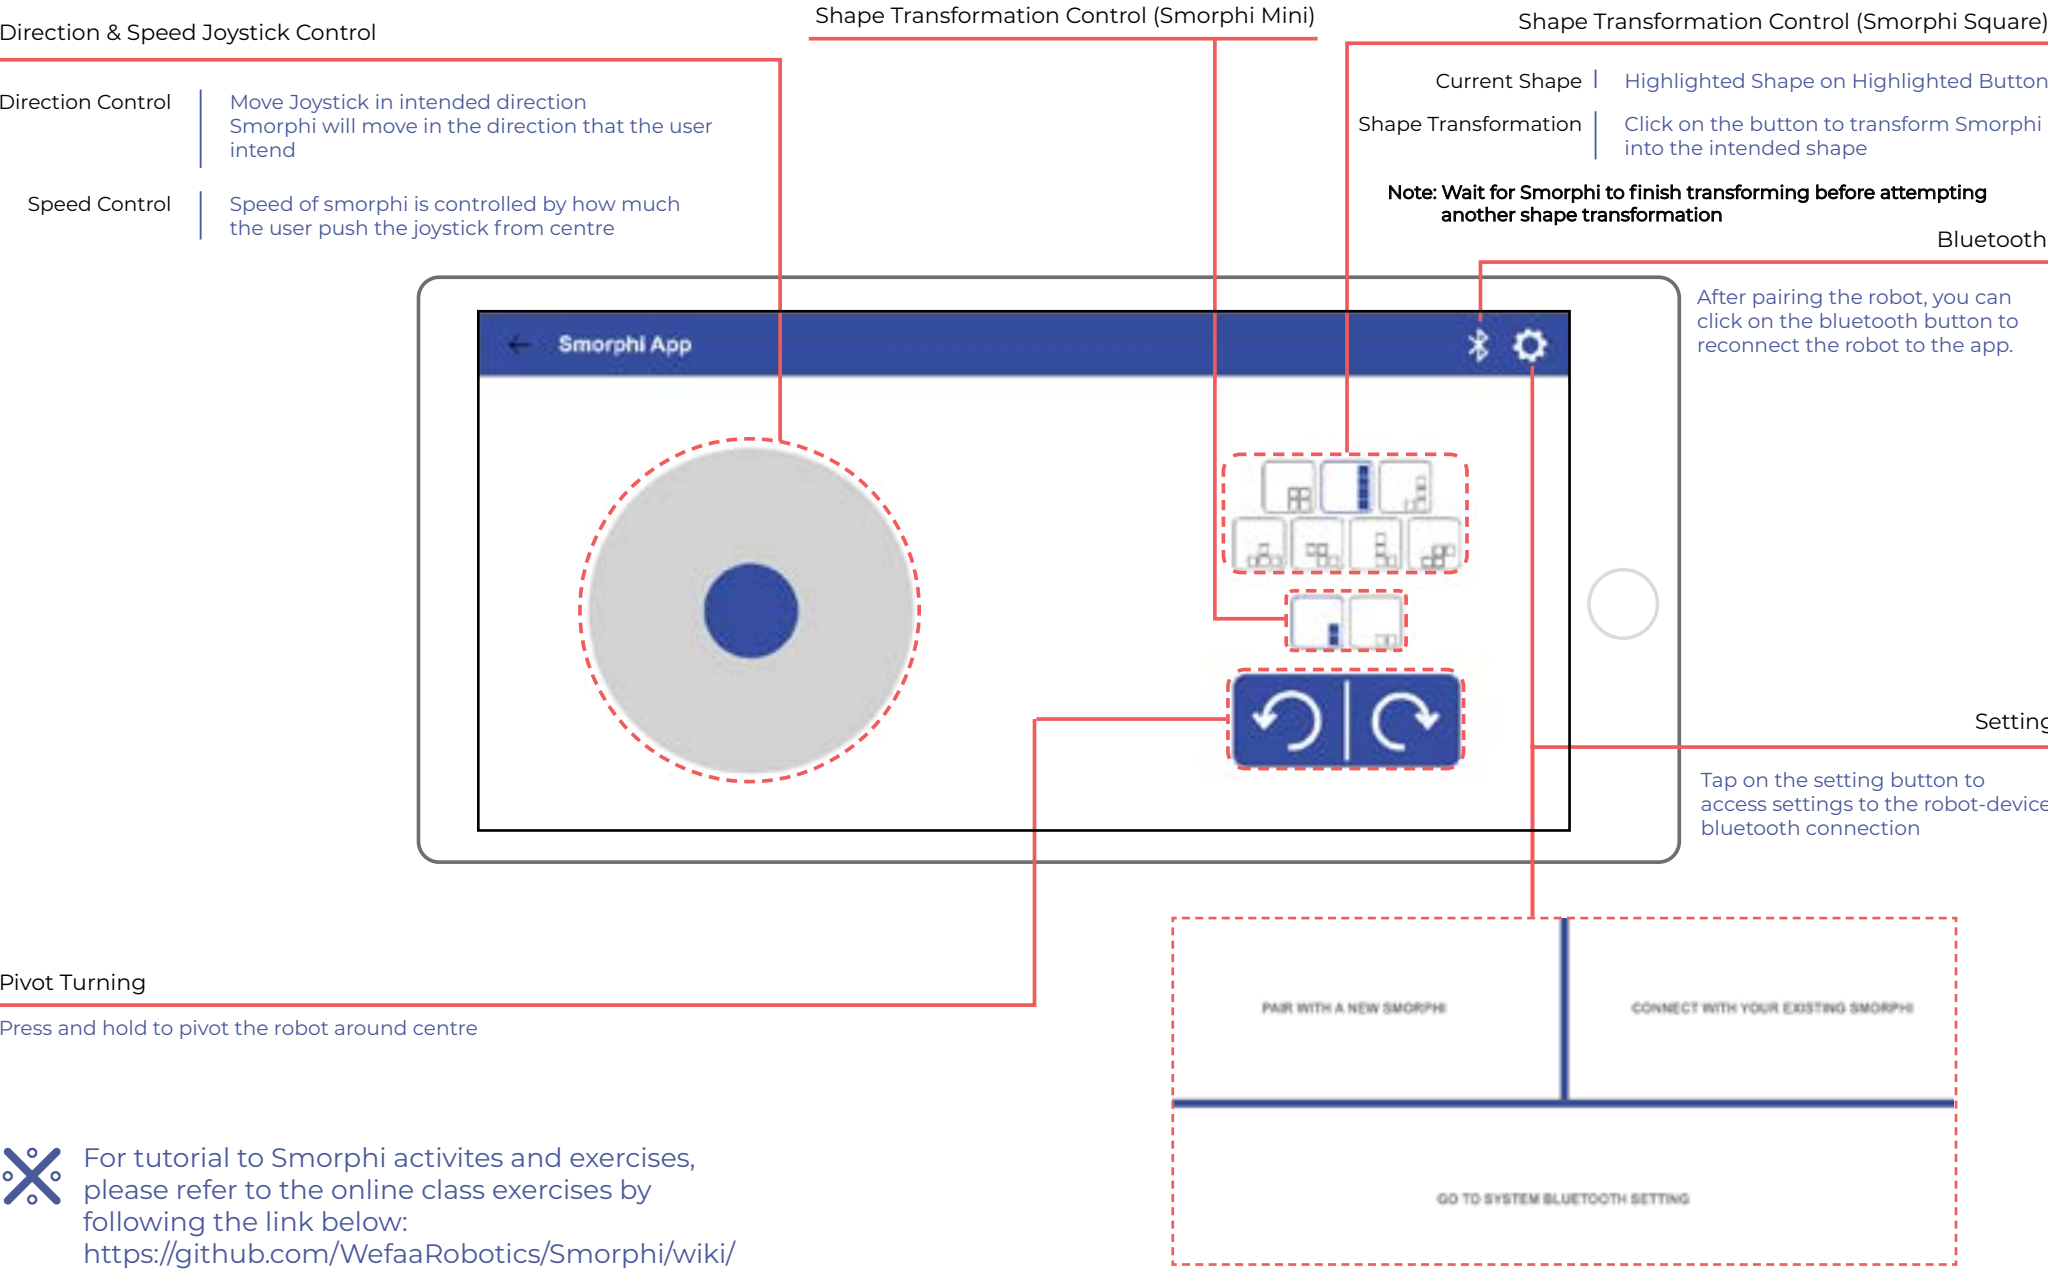 Direction & Speed Joystick Control
Direction Control
Move Joystick in intended direction
Smorphi will move in the direction that the user
intend
Speed Control
Speed of smorphi is controlled by how much
the user push the joystick from centre
Shape Transformation Control (Smorphi Mini)
Shape Transformation Control (Smorphi Square)
Current Shape
Highlighted Shape on Highlighted Button
Shape Transformation
Click on the button to transform Smorphi
into the intended shape
Note: Wait for Smorphi to finish transforming before attempting
another shape transformation
Bluetooth
After pairing the robot, you can
click on the bluetooth button to
reconnect the robot to the app.
Smorphi App
Setting
Tap on the setting button to
access settings to the robot-device
bluetooth connection
Pivot Turning
Press and hold to pivot the robot around centre
PAIR WITH A NEW SMORPHI
CONNECT WITH YOUR EXISTING SMORPHI
GO TO SYSTEM BLUETOOTH SETTING
For tutorial to Smorphi activites and exercises,
please refer to the online class exercises by
following the link below:
https://github.com/WefaaRobotics/Smorphi/wiki/